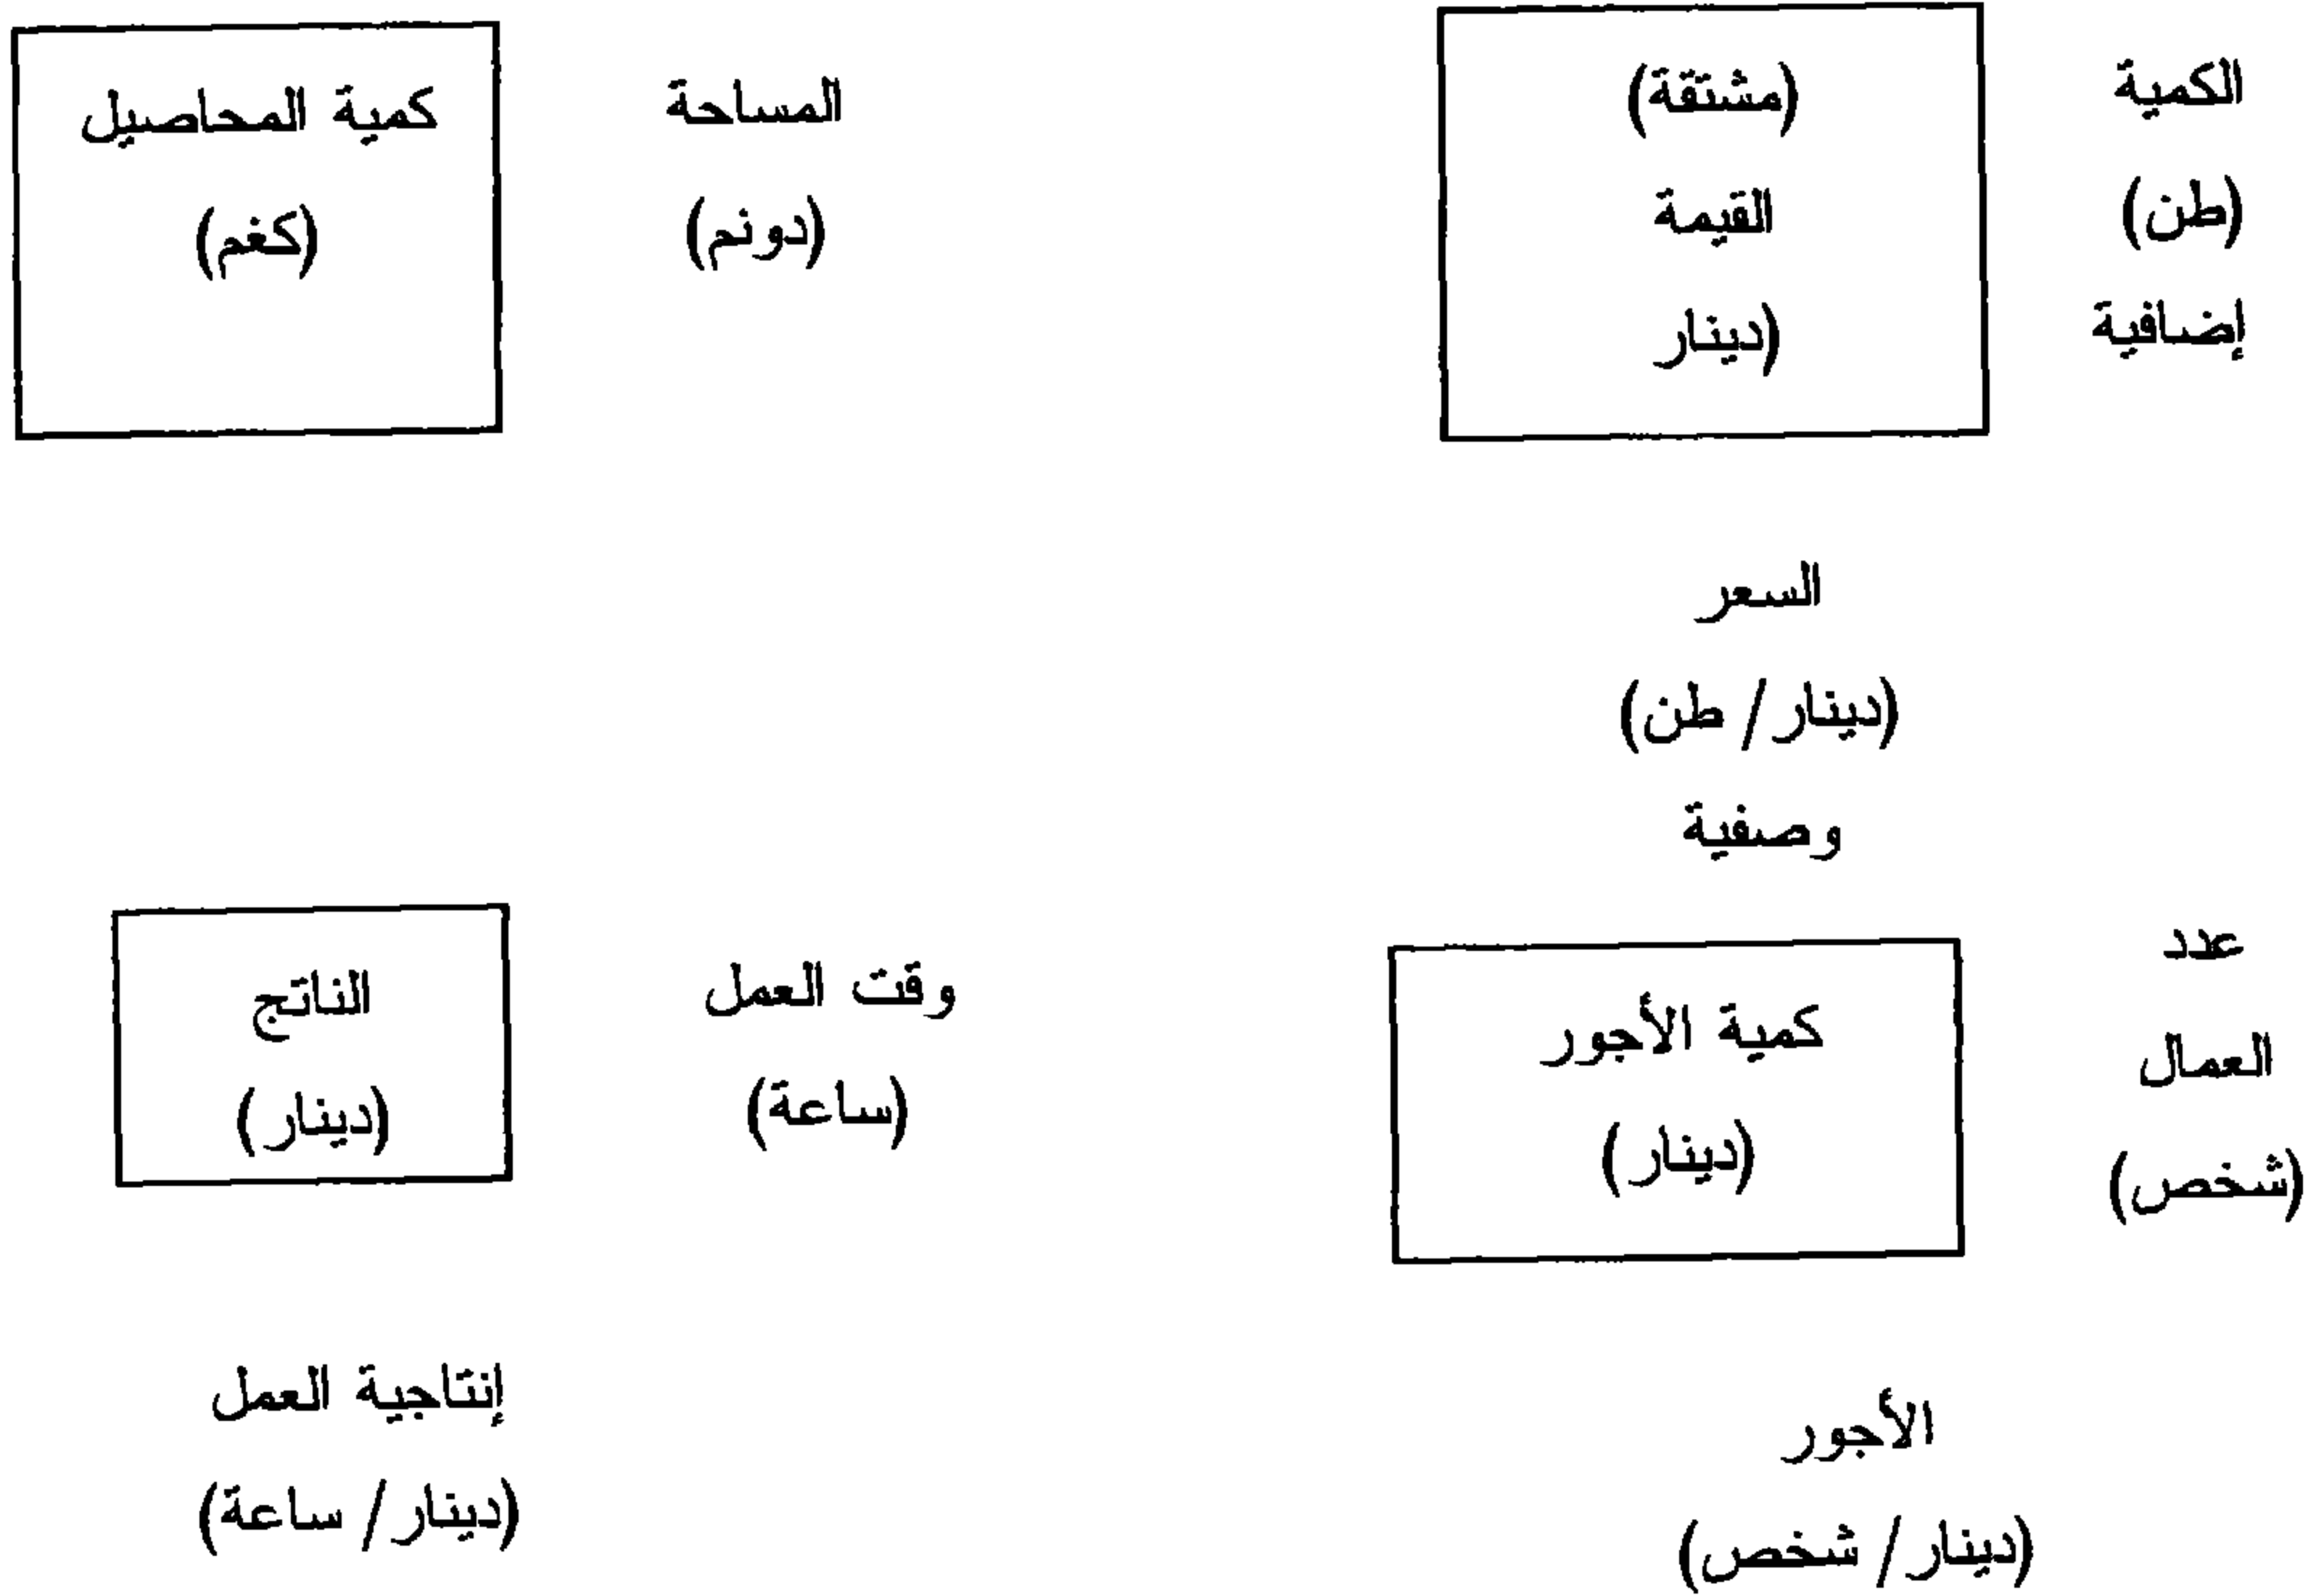 الكمية
(طن)
إضافية
(مشتقة)
القيمة
(دينار
السعر
(دينار / طن)
وصفية
المساحة
(دونم)
كمية المحاصيل
(كغم)
عدد
العمال
(شخص)
كمية الأجور
(دينار)
الأجور
(دينار / شخص)
وقت العمل
(ساعة)
الناتج
(دينار)
إنتاجية العمل
(دينار / ساعة)